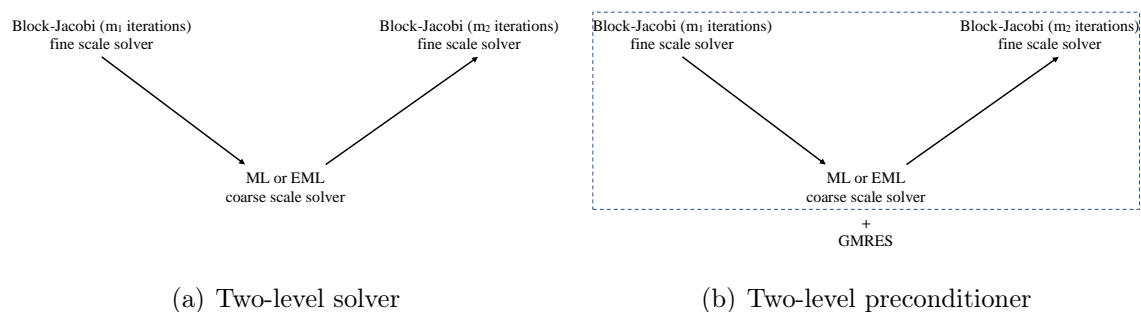 Block-Jacobi (m₁ iterations)
fine scale solver
Block-Jacobi (m₂ iterations)
fine scale solver
ML or EML
coarse scale solver
(a) Two-level solver
Block-Jacobi (m₁ iterations)
fine scale solver
Block-Jacobi (m₂ iterations)
fine scale solver
ML or EML
coarse scale solver
+
GMRES
(b) Two-level preconditioner